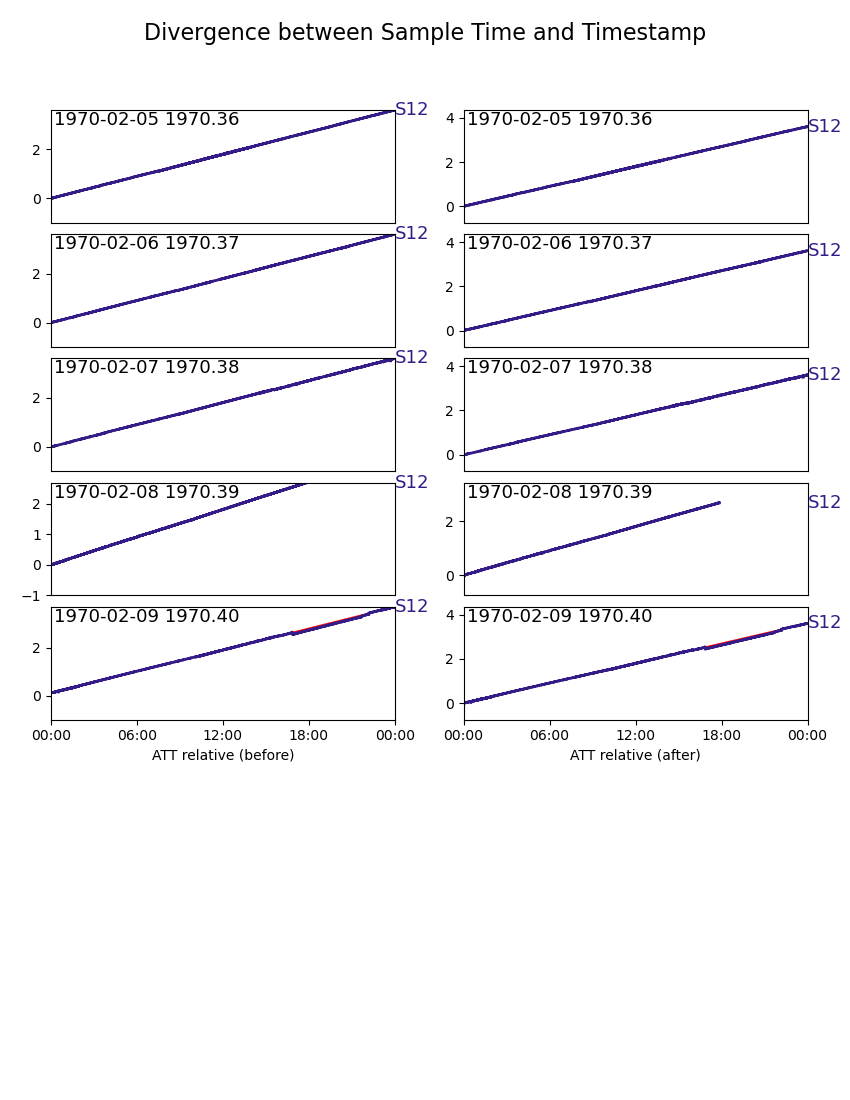 Divergence between Sample Time and Timestamp
1970-02-05 1970.36
S12
2
0
1970-02-05 1970.36
S12
4
2
0
1970-02-06 1970.37
S12
2
0
1970-02-06 1970.37
S12
4
2
0
1970-02-07 1970.38
S12
2
0
1970-02-07 1970.38
S12
4
2
0
1970-02-08 1970.39
S12
2
1
0
−1
1970-02-08 1970.39
S12
2
0
1970-02-09 1970.40
S12
2
0
00:00 06:00 12:00 18:00 00:00
ATT relative (before)
1970-02-09 1970.40
S12
4
2
0
00:00 06:00 12:00 18:00 00:00
ATT relative (after)